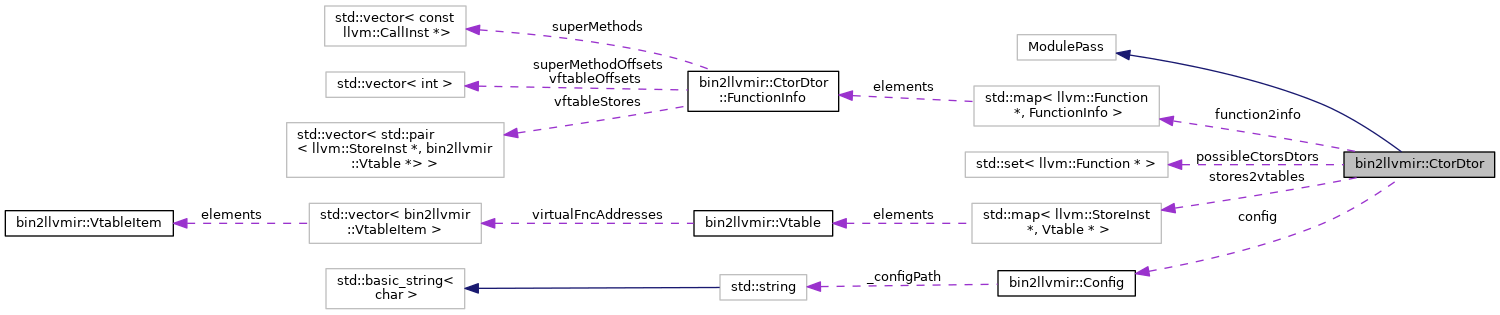 std::vector< const
llvm::CallInst *>
superMethods
ModulePass
superMethodOffsets
vftableOffsets
std::vector< int >
bin2llvmir::CtorDtor
::FunctionInfo
elements
std::map< llvm::Function
*, FunctionInfo >
vftableStores
function2info
std::vector< std::pair
< llvm::StoreInst *, bin2llvmir
::Vtable *> >
std::set< llvm::Function * >
possibleCtorsDtors
bin2llvmir::CtorDtor
stores2vtables
bin2llvmir::VtableItem
elements
std::vector< bin2llvmir
::VtableItem >
virtualFncAddresses
bin2llvmir::Vtable
elements
std::map< llvm::StoreInst
*, Vtable * >
config
std::basic_string<
char >
std::string
_configPath
bin2llvmir::Config